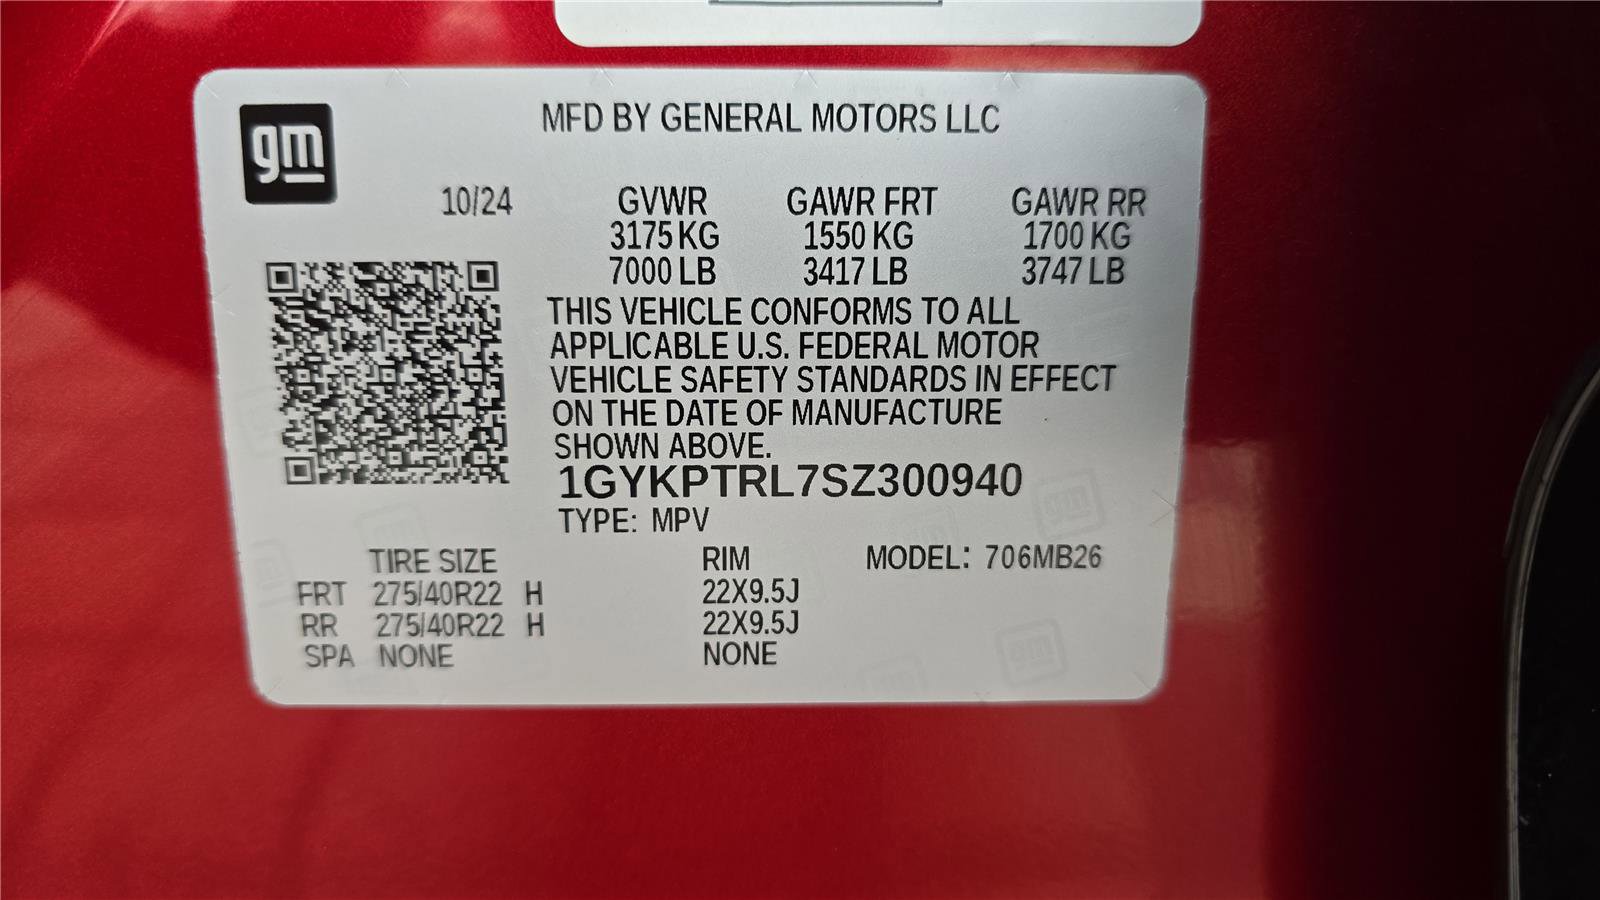 gm
MFD BY GENERAL MOTORS LLC
10/24 GVWR GAWR FRT GAWR RR
3175 KG 1550 KG 1700 KG
7000 LB 3417 LB 3747 LB
THIS VEHICLE CONFORMS TO ALL
APPLICABLE U.S. FEDERAL MOTOR
VEHICLE SAFETY STANDARDS IN EFFECT
ON THE DATE OF MANUFACTURE
SHOWN ABOVE.
1GYKPTRL7SZ300940
TYPE: MPV
TIRE SIZE RIM MODEL: 706MB26
FRT 275/40R22 H 22X9.5J
RR 275/40R22 H 22X9.5J
SPA NONE NONE